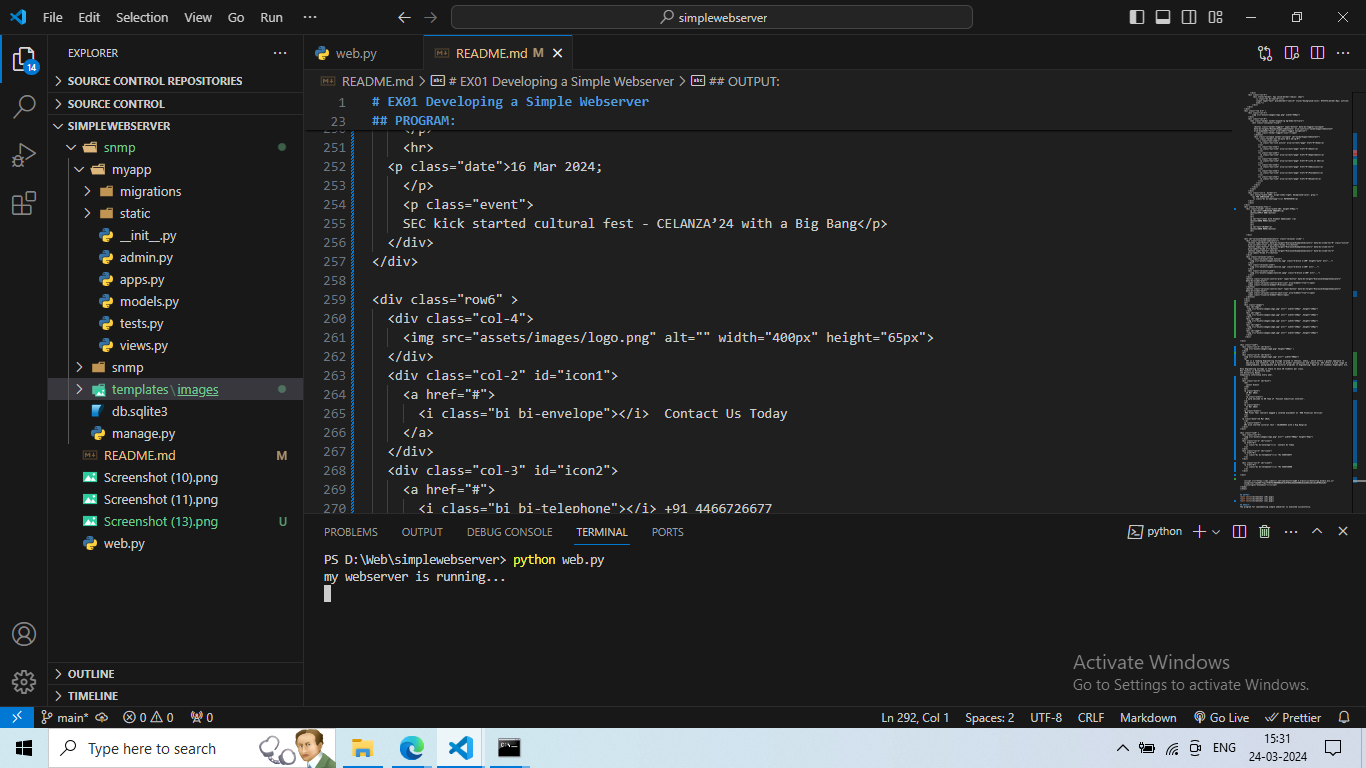 File Edit Selection View Go Run ··· simplewebserver
EXPLORER ···
SOURCE CONTROL REPOSITORIES
SOURCE CONTROL
SIMPLEWEBSERVER
snmp
myapp
migrations
static
__init__.py
admin.py
apps.py
models.py
tests.py
views.py
snmp
templates\images
db.sqlite3
manage.py
README.md M
Screenshot (10).png
Screenshot (11).png
Screenshot (13).png U
web.py
OUTLINE
TIMELINE
14
web.py README.md M
README.md > # EX01 Developing a Simple Webserver > ## OUTPUT:
1 # EX01 Developing a Simple Webserver
23 ## PROGRAM:
250 </p>
251 <hr>
252 <p class="date">16 Mar 2024;
253 </p>
254 <p class="event">
255 SEC kick started cultural fest - CELANZA’24 with a Big Bang</p>
256 </div>
257 </div>
258
259 <div class="row6" >
260 <div class="col-4">
261 <img src="assets/images/logo.png" alt="" width="400px" height="65px">
262 </div>
263 <div class="col-2" id="icon1">
264 <a href="#">
265 <i class="bi bi-envelope"></i>  Contact Us Today
266 </a>
267 </div>
268 <div class="col-3" id="icon2">
269 <a href="#">
270 <i class="bi bi-telephone"></i> +91 4466726677
PROBLEMS OUTPUT DEBUG CONSOLE TERMINAL PORTS python
PS D:\Web\simplewebserver> python web.py
my webserver is running...
Activate Windows
Go to Settings to activate Windows.
main* 0 0 0 Ln 292, Col 1 Spaces: 2 UTF-8 CRLF Markdown Go Live Prettier
Type here to search ENG 15:31
24-03-2024